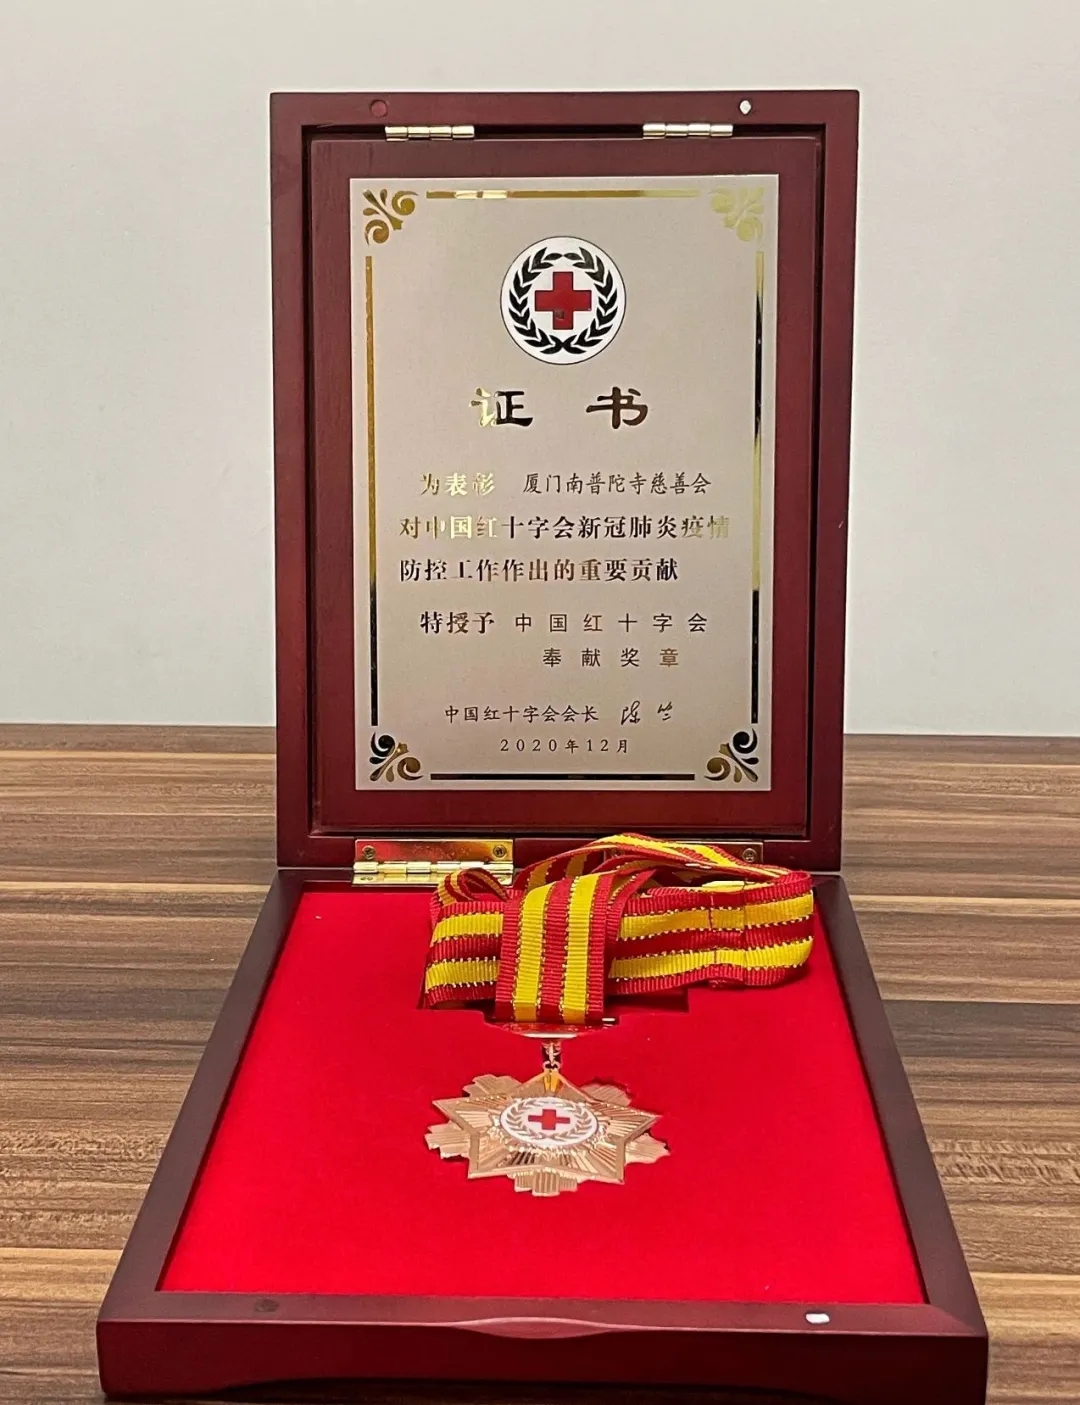 证书
为表彰 厦门南普陀寺慈善会
对中国红十字会新冠肺炎疫情
防控工作作出的重要贡献
特授予 中国红十字会
奉献奖章
中国红十字会会长 陈竺
2020年12月